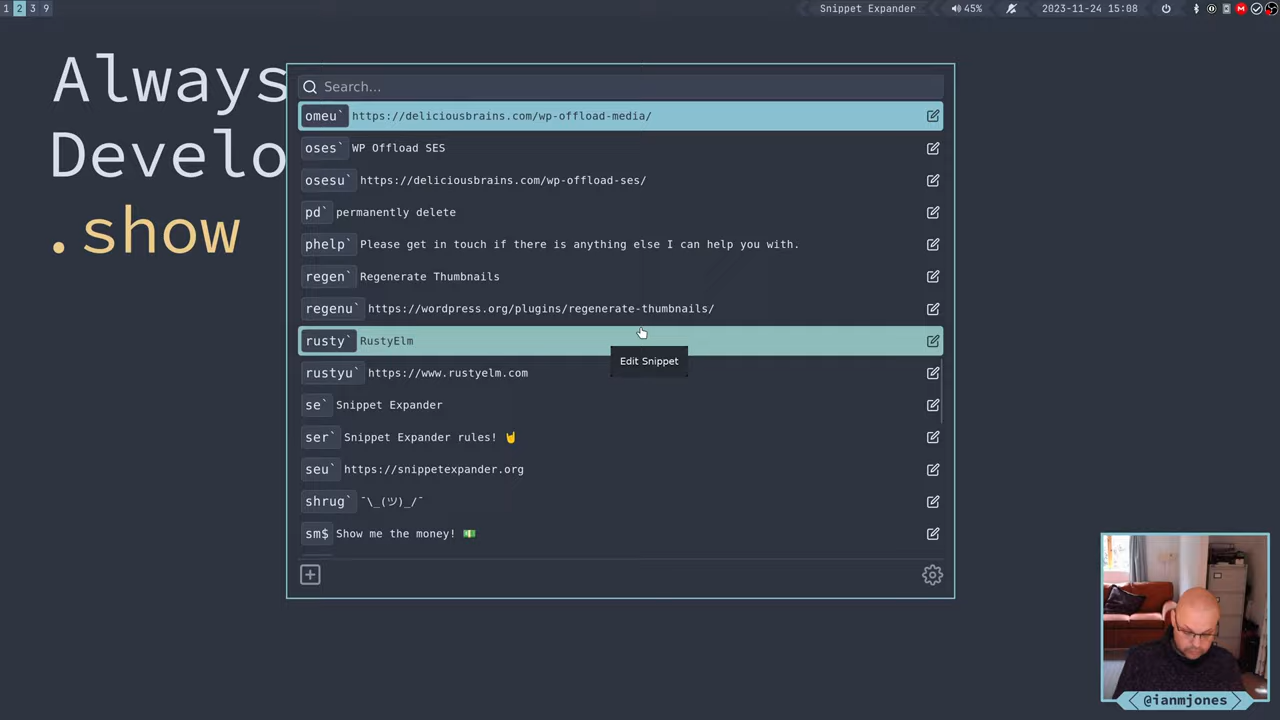 1 2 3 9
Snippet Expander
45%
2023-11-24 15:08
Always
Develo
.show
Search...
omeu` https://deliciousbrains.com/wp-offload-media/
oses` WP Offload SES
osesu` https://deliciousbrains.com/wp-offload-ses/
pd` permanently delete
phelp` Please get in touch if there is anything else I can help you with.
regen` Regenerate Thumbnails
regenu` https://wordpress.org/plugins/regenerate-thumbnails/
rusty` RustyElm
Edit Snippet
rustyu` https://www.rustyelm.com
se` Snippet Expander
ser` Snippet Expander rules! 🤘
seu` https://snippetexpander.org
shrug` ¯\_(ツ)_/¯
sm$ Show me the money! 💵
@ianmjones